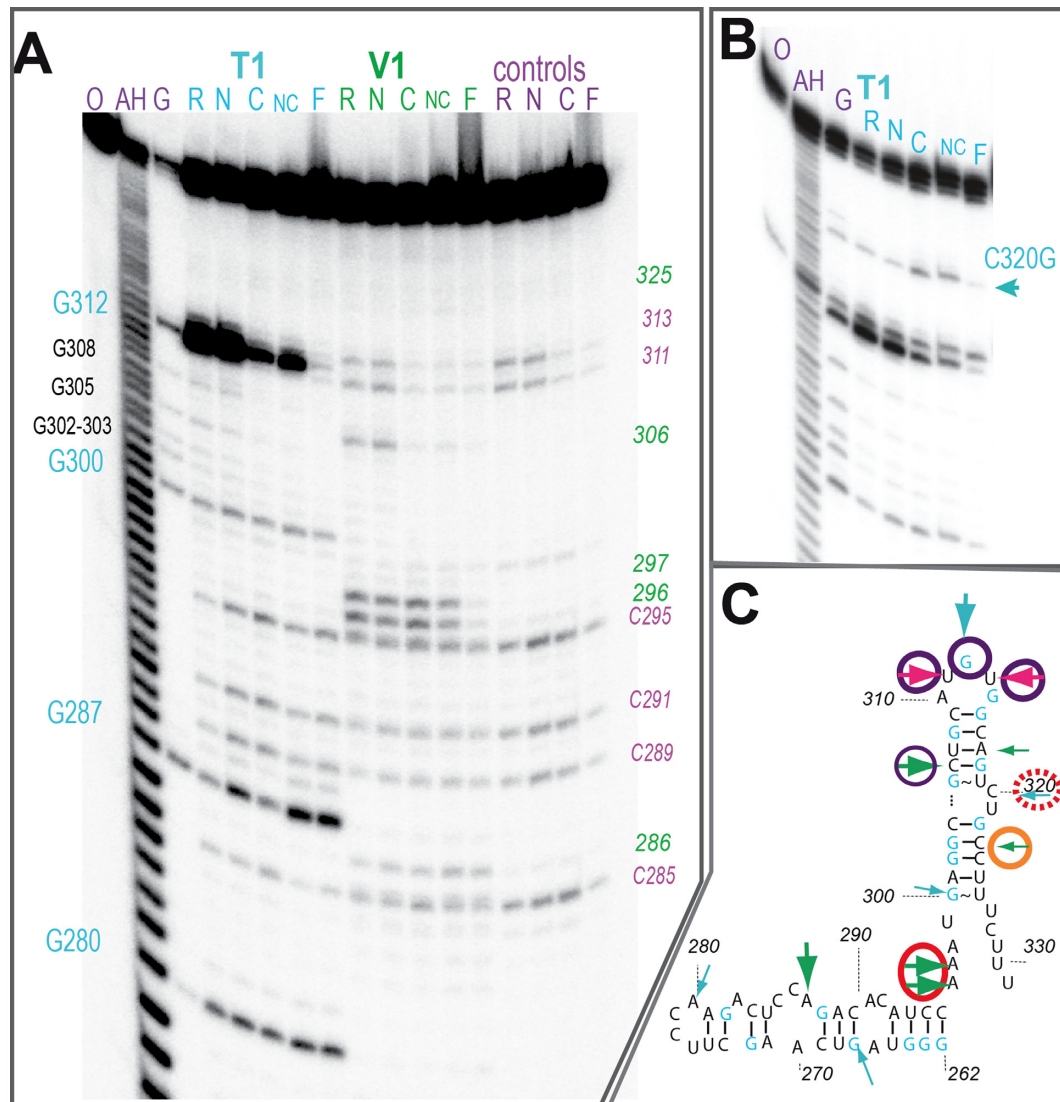 A
T1 V1 controls
O AH G R N C NC F R N C NC F R N C F
G312
G308
G305
G302-303
G300
G287
G280
325
313
311
306
297
296
C295
C291
C289
286
C285
B
O
AH
G
T1
R N C NC F
C320G
C
G
U U
310
A G
C G
G C
U A
C G
G ~ U
C
320
U
C G
G C
G C
A U
300
G ~ U
U U
C
A U
330
A U
A U
280
290
A A G A C U C C A G A C A C A U C C
C C U U C G A A C U G A U G G G G
270
262